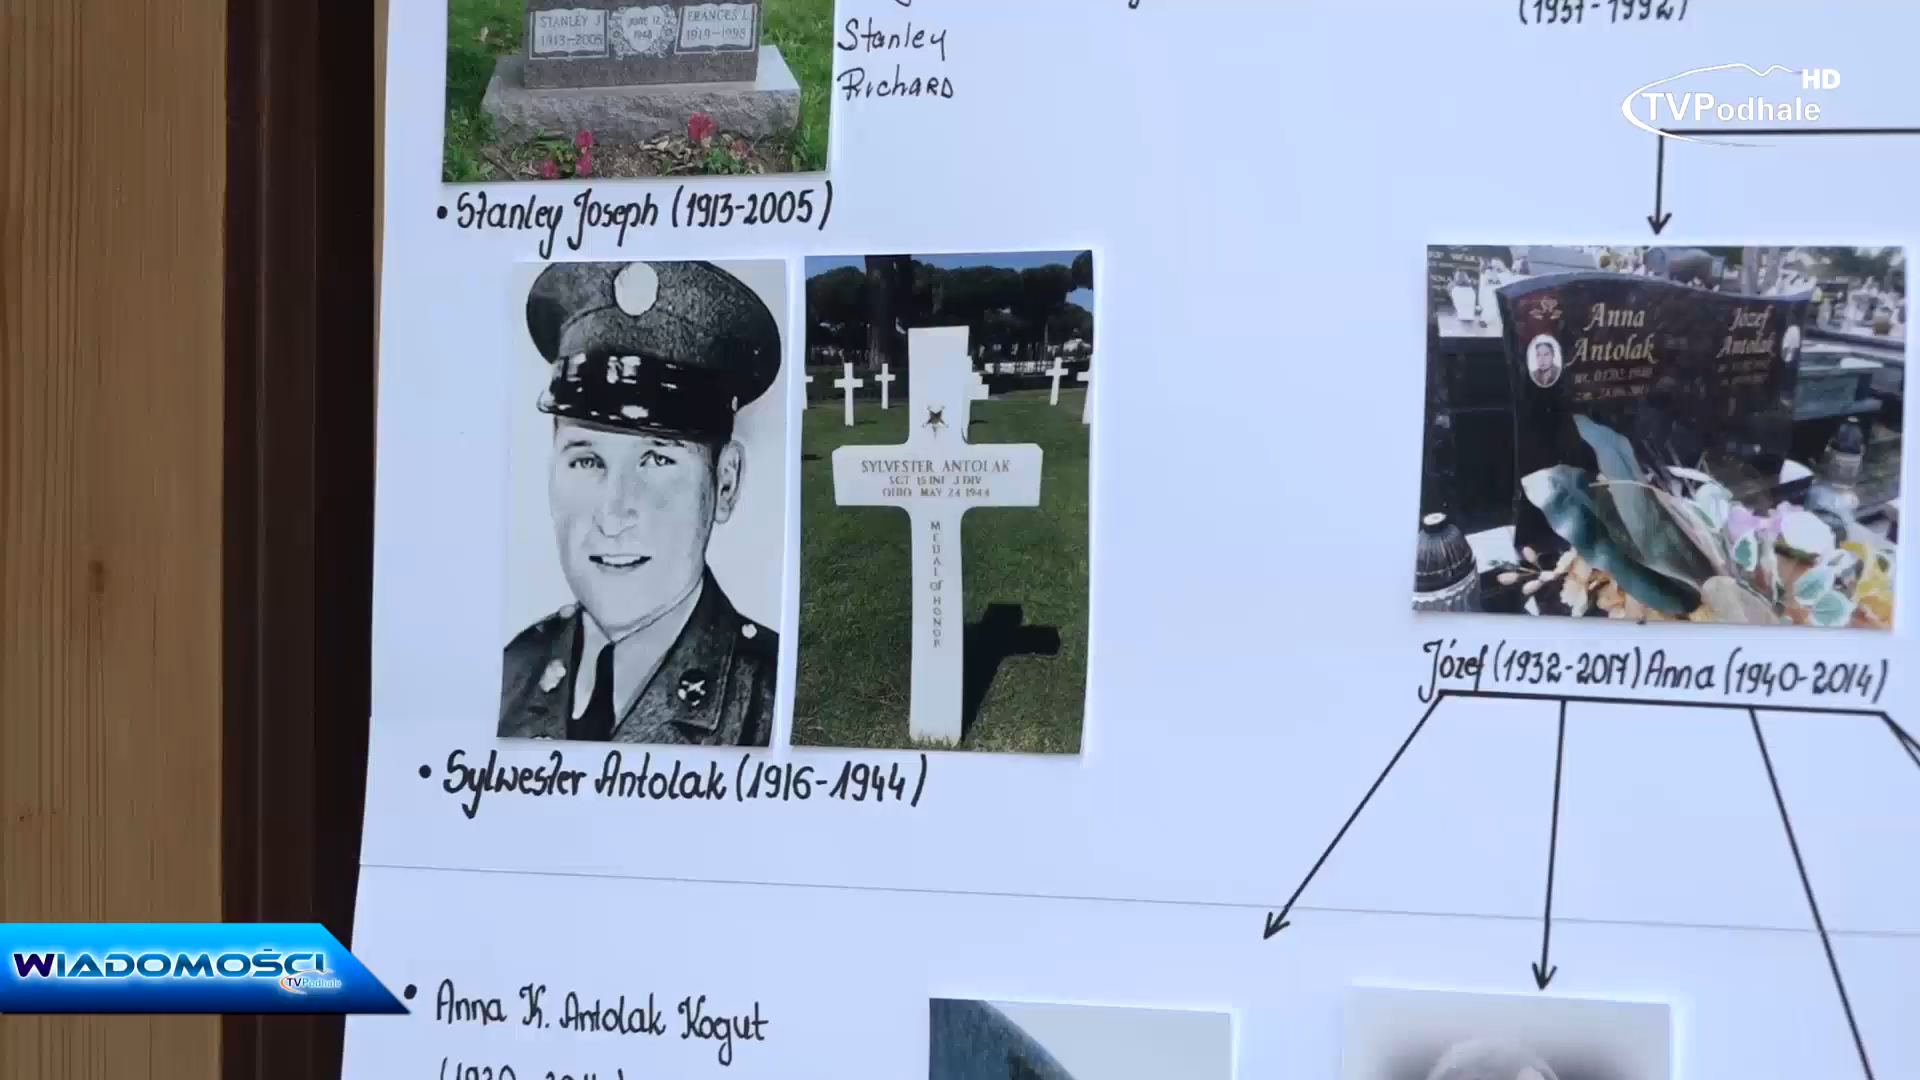 STANLEY J.
1913-2005
JUNE 12
1948
FRANCES L.
1919-1998
Stanley
Richard
(1937-1992)
TVPodhale HD
• Stanley Joseph (1913-2005)
SYLVESTER ANTOLAK
SGT 15 INF 3 DIV
OHIO MAY 24 1944
MEDAL OF HONOR
Anna
Antolak
Józef
Antolak
Józef (1932-2017) Anna (1940-2014)
• Sylwester Antolak (1916-1944)
WIADOMOŚCI
TVPodhale
• Anna K. Antolak Kogut